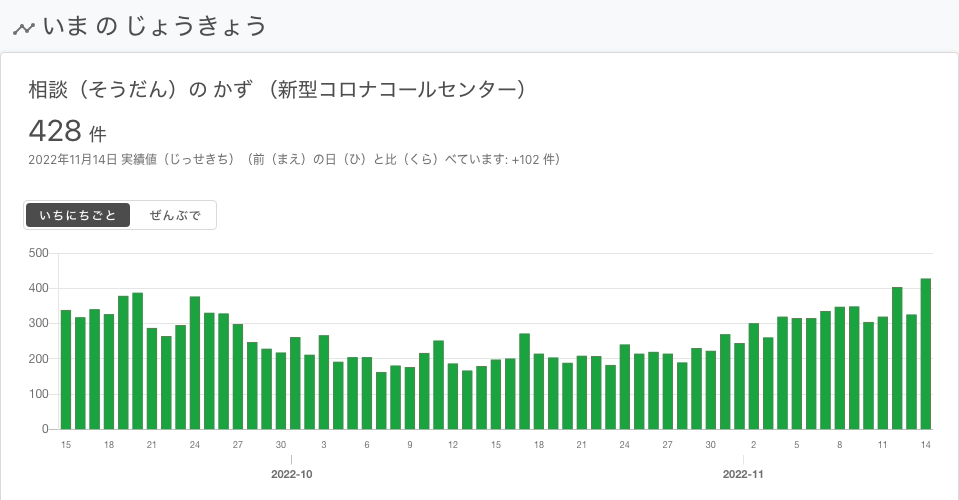 いま の じょうきょう
相談（そうだん）の かず （新型コロナコールセンター）
428 件
2022年11月14日 実績値（じっせきち）（前（まえ）の日（ひ）と比（くら）べています: +102 件）
いちにちごと ぜんぶで
500
400
300
200
100
0
15 18 21 24 27 30 3 6 9 12 15 18 21 24 27 30 2 5 8 11 14
2022-10 2022-11